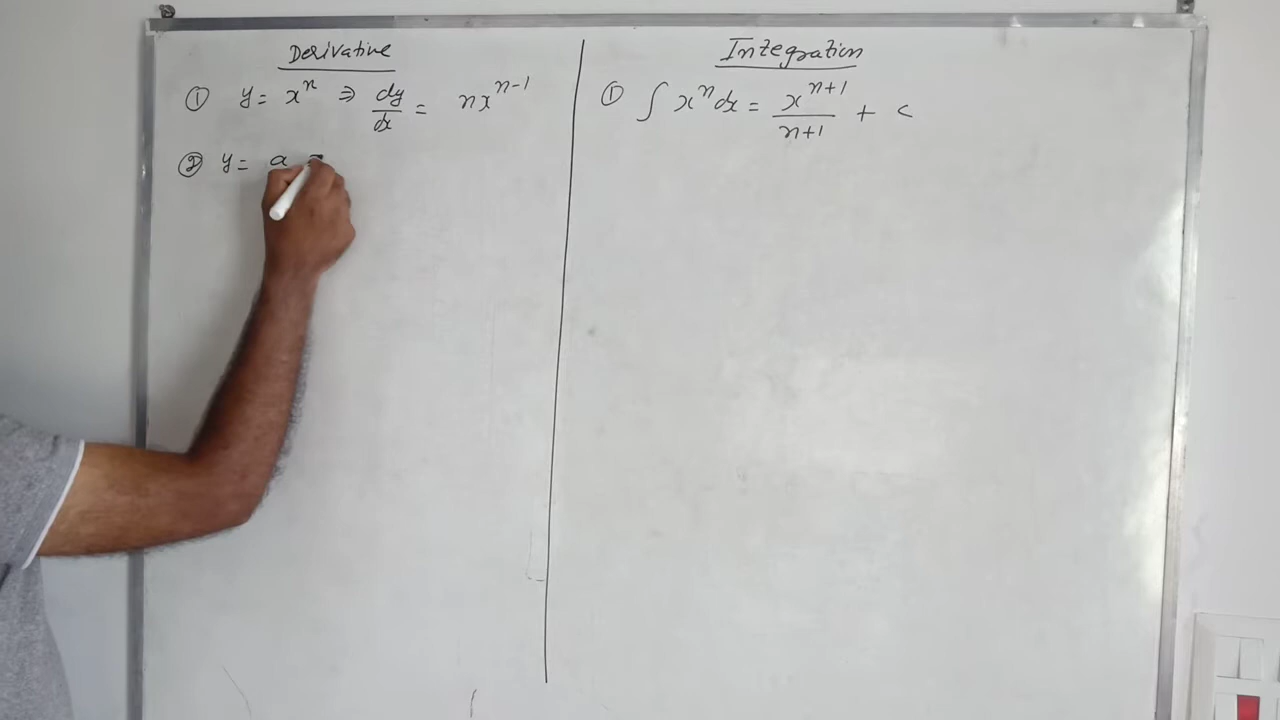 Derivative
① y = x^n ⇒ dy/dx = nx^{n-1}
② y = a
Integration
① ∫ x^n dx = x^{n+1}/n+1 + c